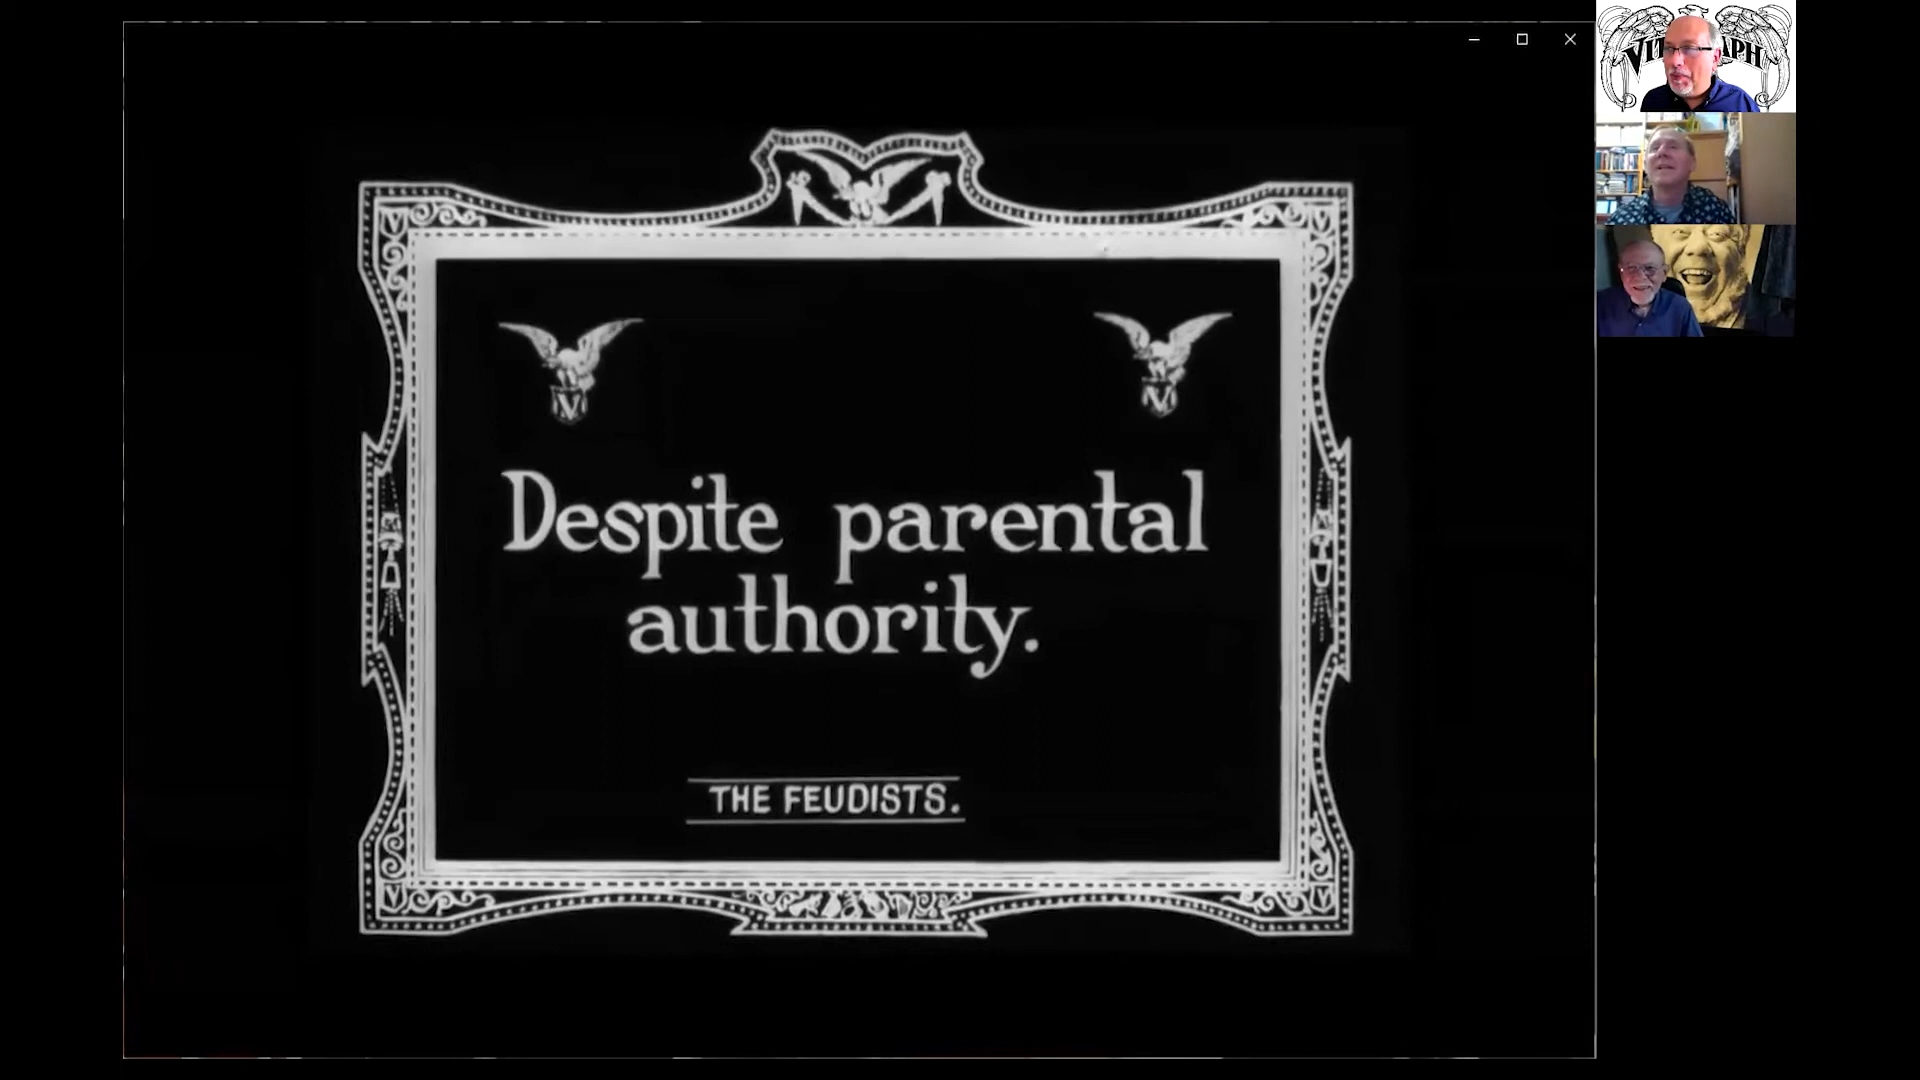 Despite parental
authority.
THE FEUDISTS.
V
V
V
V
V
V